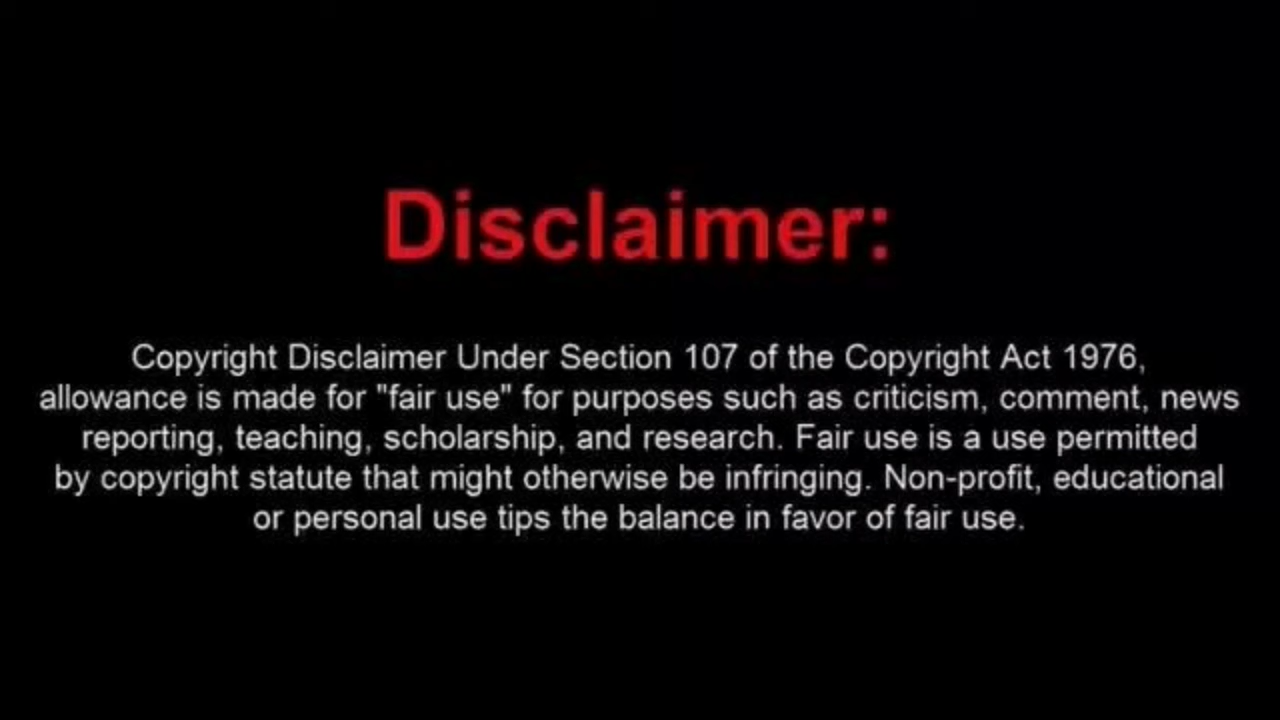 Disclaimer:
Copyright Disclaimer Under Section 107 of the Copyright Act 1976,
allowance is made for "fair use" for purposes such as criticism, comment, news
reporting, teaching, scholarship, and research. Fair use is a use permitted
by copyright statute that might otherwise be infringing. Non-profit, educational
or personal use tips the balance in favor of fair use.